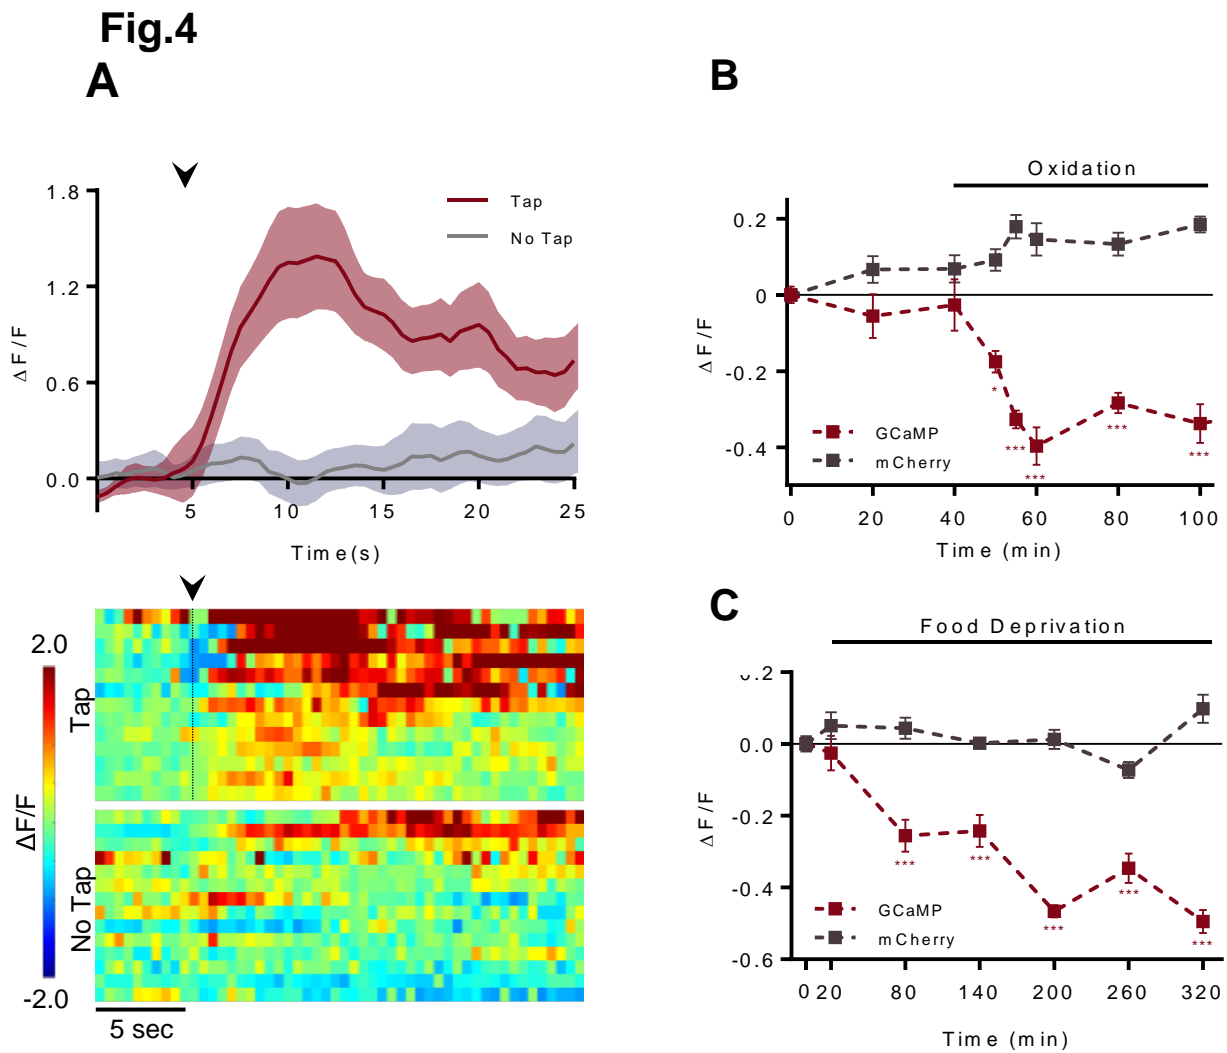 Fig.4
A
1.8
1.2
0.6
0.0
ΔF/F
Tap
No Tap
5
10
15
20
25
Time(s)
2.0
-2.0
ΔF/F
Tap
No Tap
5 sec
B
Oxidation
0.2
0
-0.2
-0.4
ΔF/F
GCaMP
mCherry
*
***
***
***
***
0
20
40
60
80
100
Time (min)
C
Food Deprivation
0.2
0.0
-0.2
-0.4
-0.6
ΔF/F
***
***
***
***
***
GCaMP
mCherry
0
20
80
140
200
260
320
Time (min)